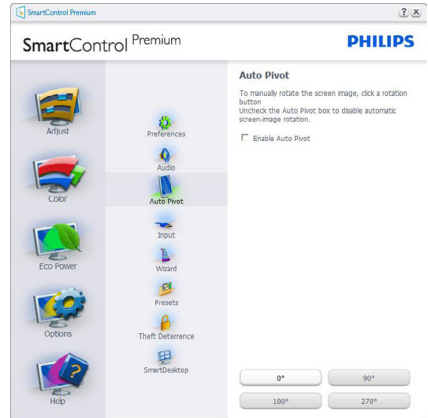 SmartControl Premium
SmartControl Premium
PHILIPS
Adjust
Color
Eco Power
Options
Help
Preferences
Audio
Auto Pivot
Input
Wizard
Presets
Theft Deterrence
SmartDesktop
Auto Pivot
To manually rotate the screen image, click a rotation
button
Uncheck the Auto Pivot box to disable automatic
screen-image rotation.
Enable Auto Pivot
0°
90°
180°
270°